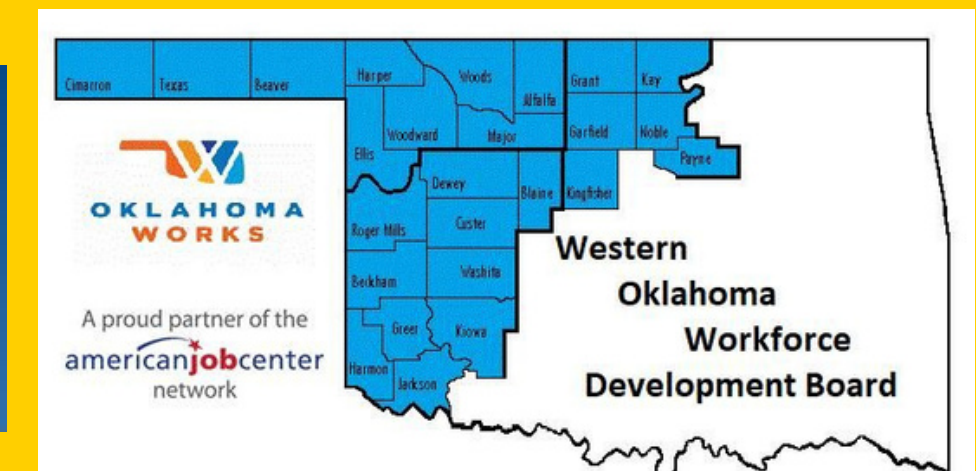 Cimarron
Texas
Beaver
Harper
Woods
Alfalfa
Grant
Kay
Woodward
Major
Garfield
Noble
Ellis
Payne
Dewey
Blaine
Kingfisher
Roger Mills
Custer
Beckham
Washita
Greer
Kiowa
Harmon
Jackson
OKLAHOMA
WORKS
A proud partner of the
americanjobcenter
network
Western
Oklahoma
Workforce
Development Board